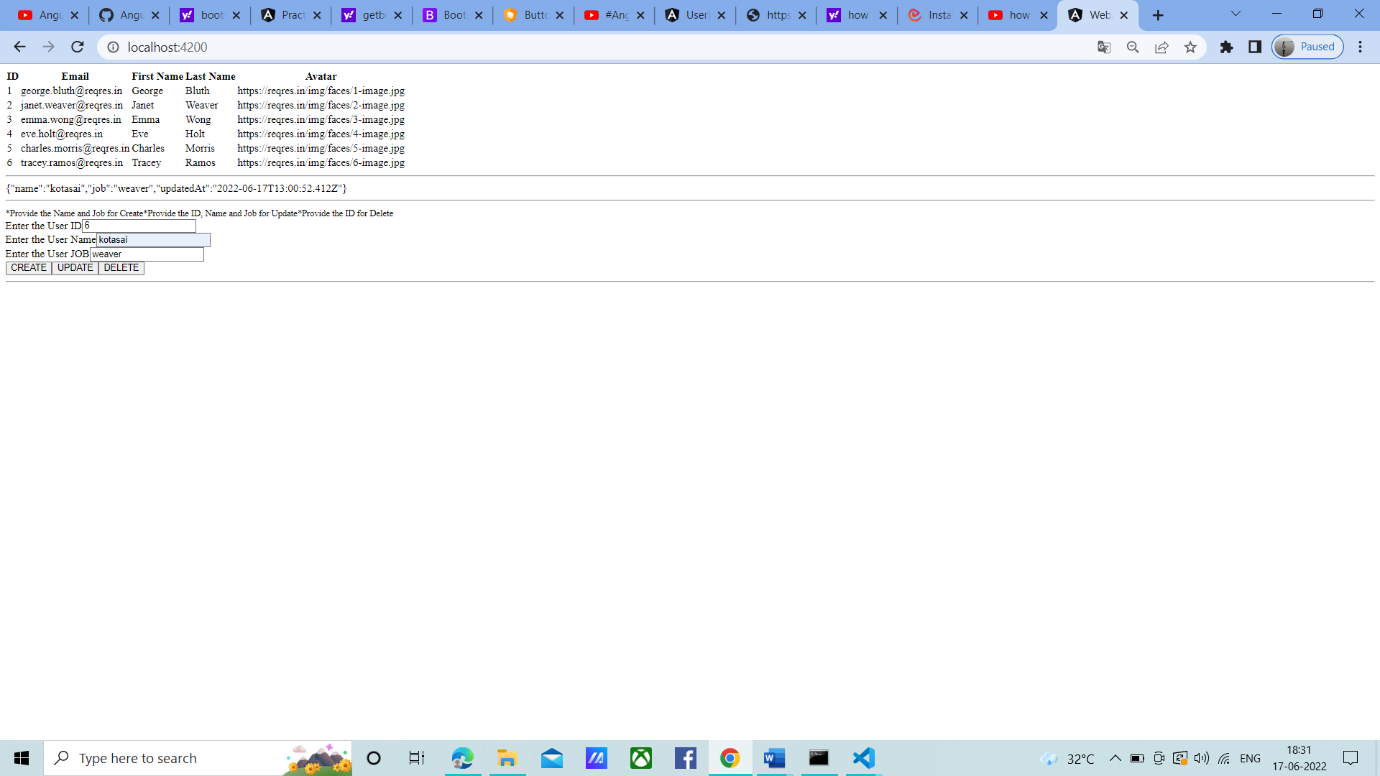 Angu
Angu
boot
Pract
getbo
Boots
Butto
#Ang
Useri
https
how
Insta
how
Web
localhost:4200
Paused
ID Email First Name Last Name Avatar
1 george.bluth@reqres.in George Bluth https://reqres.in/img/faces/1-image.jpg
2 janet.weaver@reqres.in Janet Weaver https://reqres.in/img/faces/2-image.jpg
3 emma.wong@reqres.in Emma Wong https://reqres.in/img/faces/3-image.jpg
4 eve.holt@reqres.in Eve Holt https://reqres.in/img/faces/4-image.jpg
5 charles.morris@reqres.in Charles Morris https://reqres.in/img/faces/5-image.jpg
6 tracey.ramos@reqres.in Tracey Ramos https://reqres.in/img/faces/6-image.jpg
{"name":"kotasai","job":"weaver","updatedAt":"2022-06-17T13:00:52.412Z"}
*Provide the Name and Job for Create*Provide the ID, Name and Job for Update*Provide the ID for Delete
Enter the User ID 6
Enter the User Name kotasai
Enter the User JOB weaver
CREATE UPDATE DELETE
Type here to search
32°C
ENG
18:31
17-06-2022